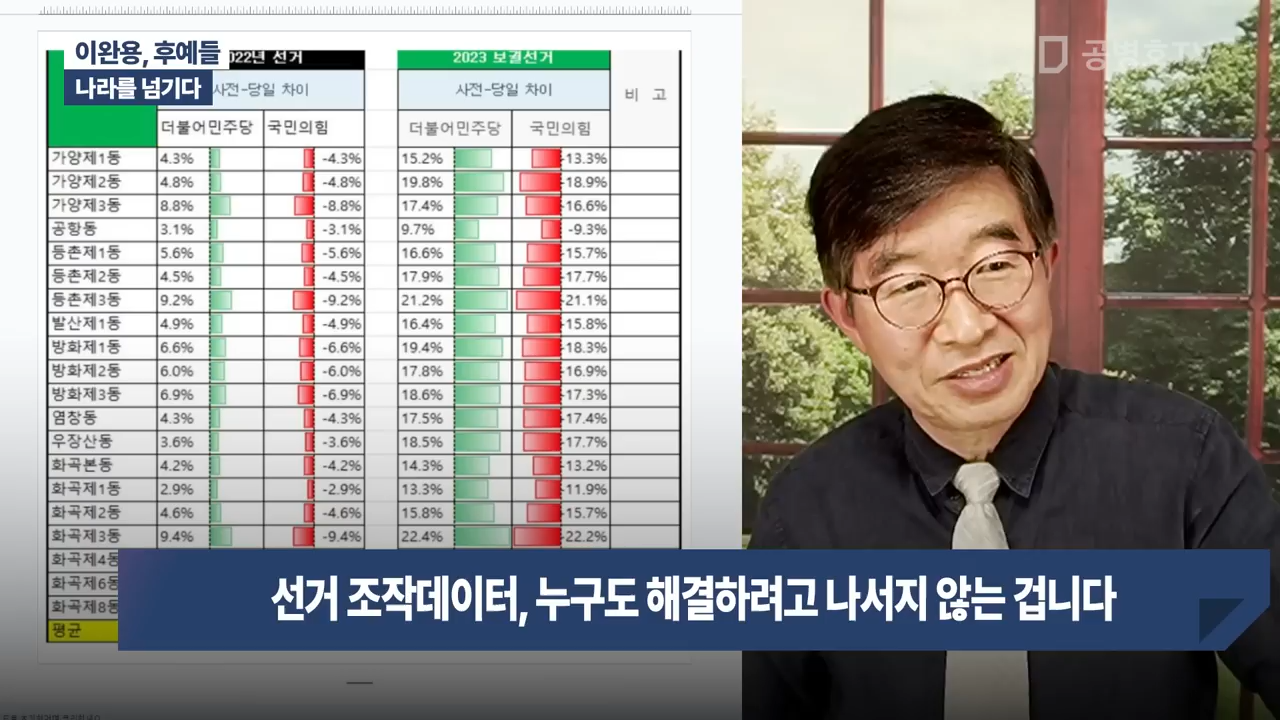 이완용, 후예들
나라를 넘기다
공병호TV
022년 선거 2023 보궐선거
사전-당일 차이 사전-당일 차이 비 고
더불어민주당 국민의힘 더불어민주당 국민의힘
가양제1동 4.3% -4.3% 15.2% -13.3%
가양제2동 4.8% -4.8% 19.8% -18.9%
가양제3동 8.8% -8.8% 17.4% -16.6%
공항동 3.1% -3.1% 9.7% -9.3%
등촌제1동 5.6% -5.6% 16.6% -15.7%
등촌제2동 4.5% -4.5% 17.9% -17.7%
등촌제3동 9.2% -9.2% 21.2% -21.1%
발산제1동 4.9% -4.9% 16.4% -15.8%
방화제1동 6.6% -6.6% 19.4% -18.3%
방화제2동 6.0% -6.0% 17.8% -16.9%
방화제3동 6.9% -6.9% 18.6% -17.3%
염창동 4.3% -4.3% 17.5% -17.4%
우장산동 3.6% -3.6% 18.5% -17.7%
화곡본동 4.2% -4.2% 14.3% -13.2%
화곡제1동 2.9% -2.9% 13.3% -11.9%
화곡제2동 4.6% -4.6% 15.8% -15.7%
화곡제3동 9.4% -9.4% 22.4% -22.2%
화곡제4동
화곡제6동
화곡제8동
평균
선거 조작데이터, 누구도 해결하려고 나서지 않는 겁니다